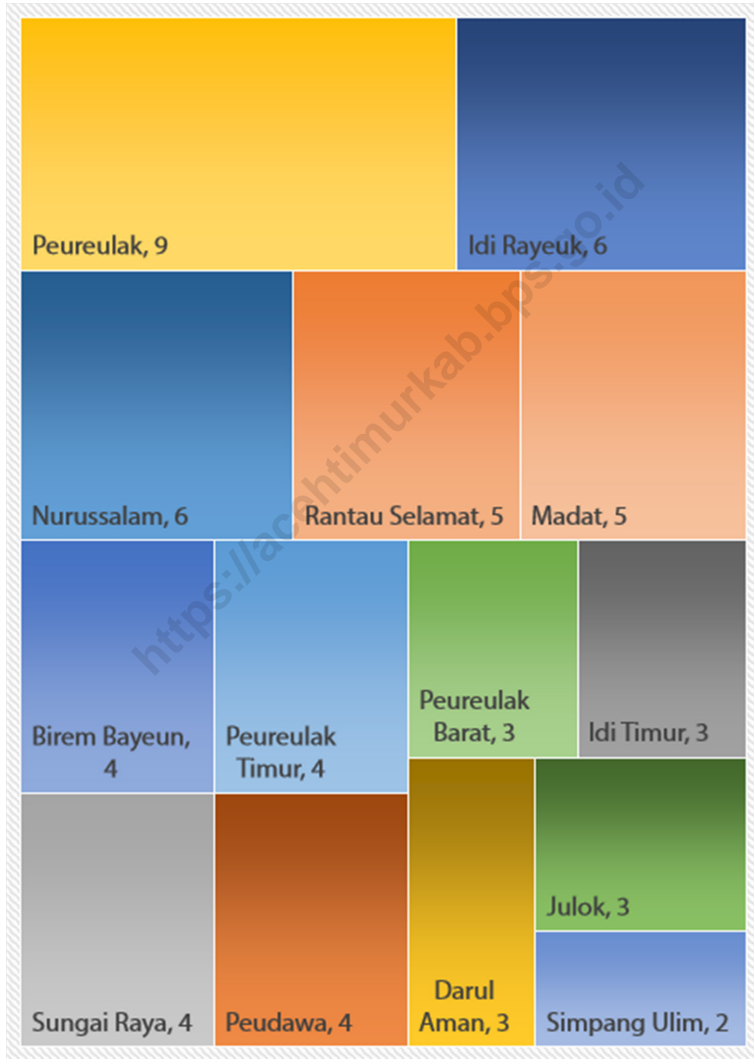 Peureulak, 9
Idi Rayeuk, 6
Nurussalam, 6
Rantau Selamat, 5
Madat, 5
Birem Bayeun,
4
Peureulak
Timur, 4
Peureulak
Barat, 3
Idi Timur, 3
Sungai Raya, 4
Peudawa, 4
Darul
Aman, 3
Julok, 3
Simpang Ulim, 2
https://acehtimurkab.bps.go.id